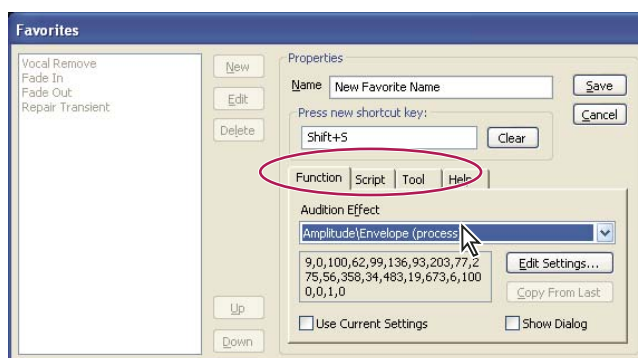 Favorites
Vocal Remove
Fade In
Fade Out
Repair Transient
New
Edit
Delete
Up
Down
Properties
Name New Favorite Name
Save
Cancel
Press new shortcut key:
Shift+S
Clear
Function Script Tool Help
Audition Effect
Amplitude\Envelope (process
9,0,100,62,99,136,93,203,77,2
75,56,358,34,483,19,673,6,100
0,0,1,0
Edit Settings...
Copy From Last
Use Current Settings
Show Dialog